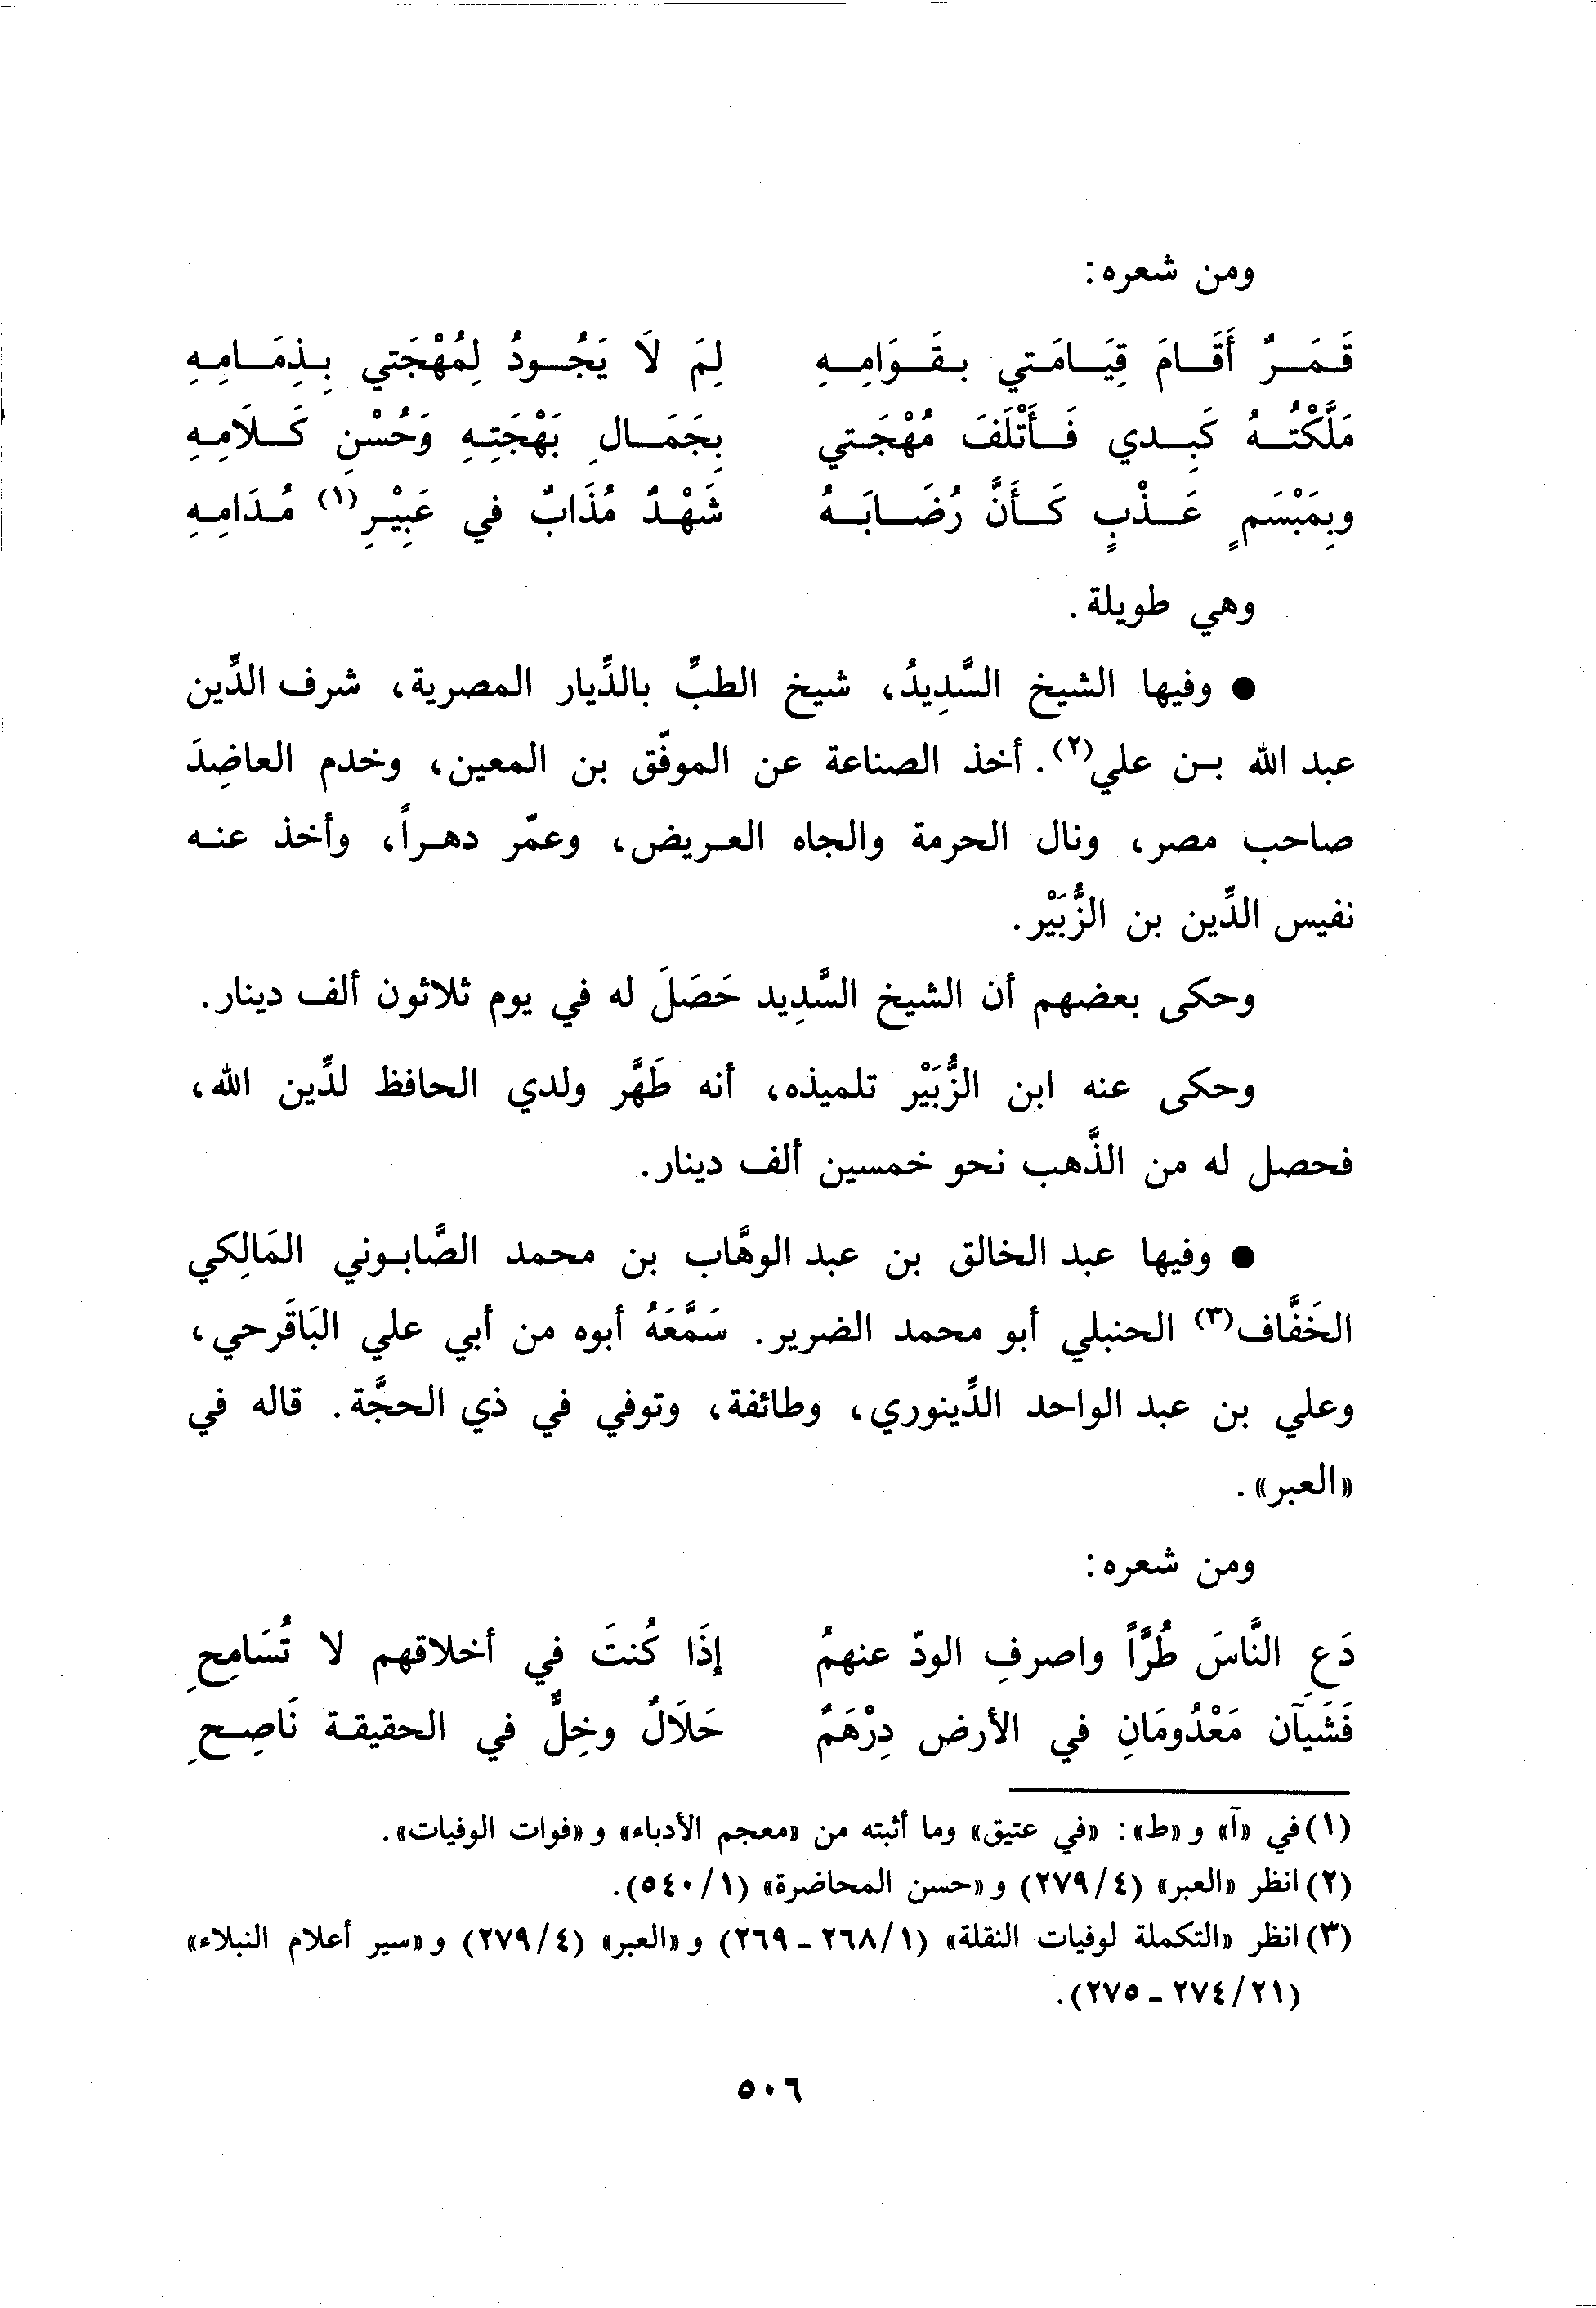 ومن شعره:
قَمَرٌ أَقَامَ قِيَامَتي بقَوَامِهِ لِمَ لاَ يَجُودُ لِمُهْجَتي بِذِمَامِهِ
مَلَّكْتُهُ كَبِدي فَأَتْلَفَ مُهْجَتي بِجَمَالِ بَهْجَتِهِ وَحُسْنِ كَلاَمِهِ
وبِمَبْسَمٍ عَذْبٍ كَأَنَّ رُضَابَهُ شَهْدٌ مُذَابٌ في عَبِيْرِ(١) مُدَامِهِ
وهي طويلة.
● وفيها الشيخ السَّدِيدُ، شيخ الطبِّ بالدِّيار المصرية، شرف الدِّين
عبد الله بن علي(٢). أخذ الصناعة عن الموفّق بن المعين، وخدم العاضِدَ
صاحب مصر، ونال الحرمة والجاه العريض، وعمّر دهراً، وأخذ عنه
نفيس الدِّين بن الزُّبَيْر.
وحكى بعضهم أن الشيخ السَّدِيد حَصَلَ له في يوم ثلاثون ألف دينار.
وحكى عنه ابن الزُّبَيْر تلميذه، أنه طَهَّر ولدي الحافظ لدِّين الله،
فحصل له من الذَّهب نحو خمسين ألف دينار.
● وفيها عبد الخالق بن عبد الوهَّاب بن محمد الصَّابوني المَالِكي
الخَفَّاف(٣) الحنبلي أبو محمد الضرير. سَمَّعَهُ أبوه من أبي علي البَاقَرحي،
وعلي بن عبد الواحد الدِّينوري، وطائفة، وتوفي في ذي الحجَّة. قاله في
«العبر».
ومن شعره:
دَعِ النَّاسَ طُرَّاً واصرفِ الودّ عنهمُ إذَا كُنتَ في أخلاقهم لا تُسَامِحِ
فَشَيآن مَعْدُومَانِ في الأرض دِرْهَمٌ حَلَالٌ وخِلٌّ في الحقيقة نَاصِحِ
(١) في «آ» و «ط»: «في عتيق» وما أثبته من «معجم الأدباء» و «فوات الوفيات».
(٢) انظر «العبر» (٤/ ٢٧٩) و «حسن المحاضرة» (١/ ٥٤٠).
(٣) انظر «التكملة لوفيات النقلة» (١/ ٢٦٨ - ٢٦٩) و «العبر» (٤/ ٢٧٩) و «سير أعلام النبلاء»
(٢١/ ٢٧٤ - ٢٧٥).
٥٠٦